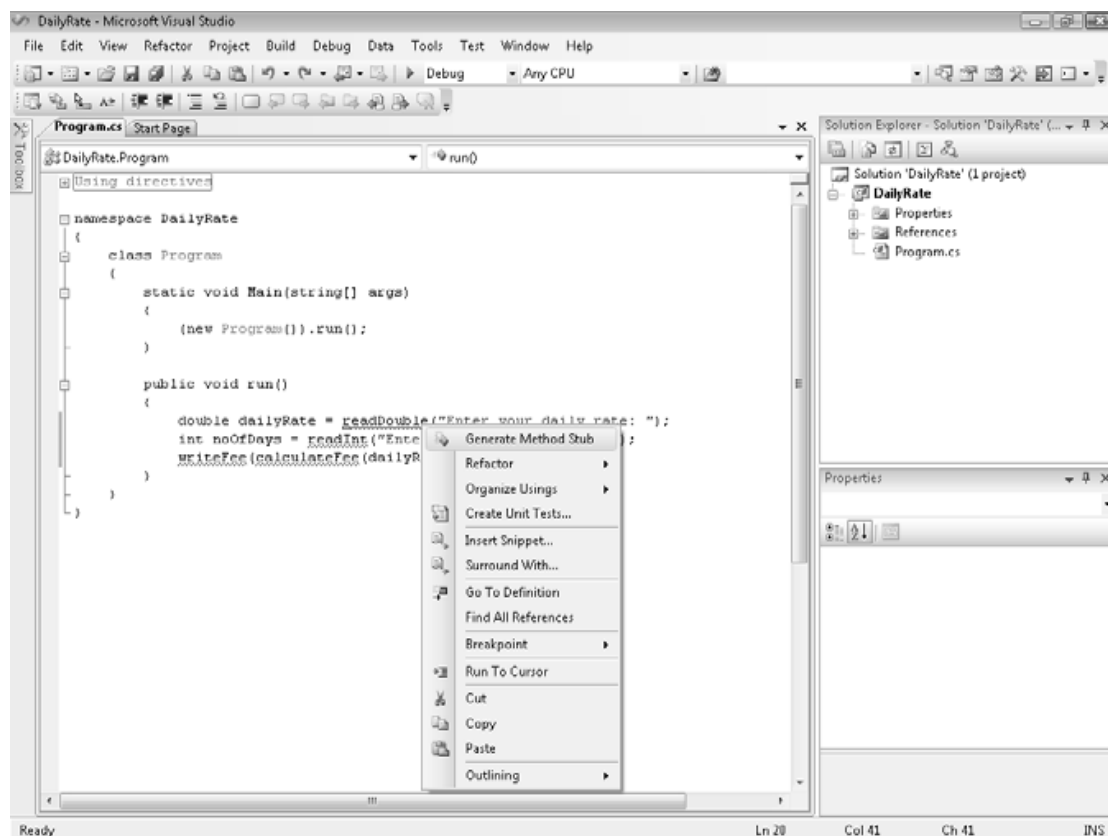 DailyRate - Microsoft Visual Studio
File Edit View Refactor Project Build Debug Data Tools Test Window Help
Debug Any CPU
Toolbox
Program.cs Start Page
DailyRate.Program run()
Using directives
namespace DailyRate
{
class Program
{
static void Main(string[] args)
{
(new Program()).run();
}
public void run()
{
double dailyRate = readDouble("Enter your daily rate: ");
int noOfDays = readInt("Ente );
writeFee(calculateFee(dailyR
}
}
}
Generate Method Stub
Refactor
Organize Usings
Create Unit Tests...
Insert Snippet...
Surround With...
Go To Definition
Find All References
Breakpoint
Run To Cursor
Cut
Copy
Paste
Outlining
Solution Explorer - Solution 'DailyRate' (...
Solution 'DailyRate' (1 project)
DailyRate
Properties
References
Program.cs
Properties
Ready Ln 20 Col 41 Ch 41 INS